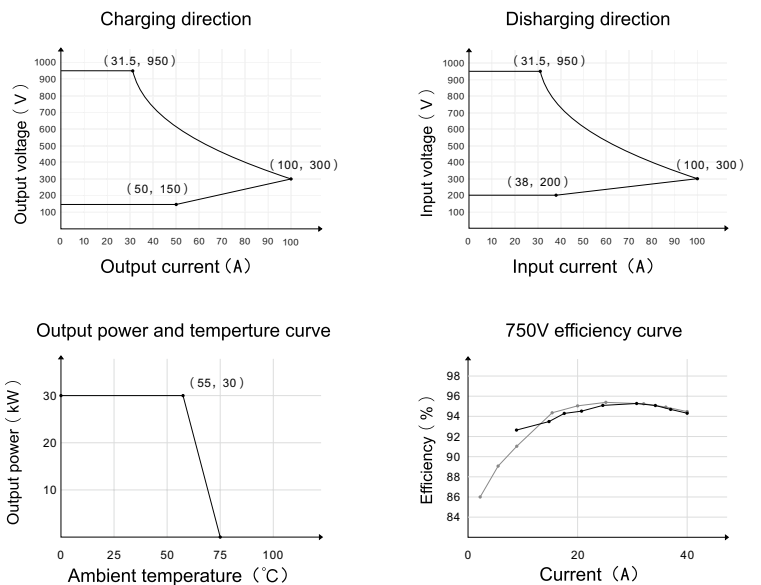 Charging direction
(31.5, 950)
1000
900
800
700
600
500
400
300
200
100
(100, 300)
(50, 150)
Output voltage (V)
0 10 20 30 40 50 60 70 80 90 100
Output current (A)
Disharging direction
(31.5, 950)
1000
900
800
700
600
500
400
300
200
100
(100, 300)
(38, 200)
Input voltage (V)
0 10 20 30 40 50 60 70 80 90 100
Input current (A)
Output power and temperture curve
(55, 30)
30
20
10
Output power (kW)
0 25 50 75 100
Ambient temperature (℃)
750V efficiency curve
98
96
94
92
90
88
86
84
Efficiency (%)
0 20 40
Current (A)